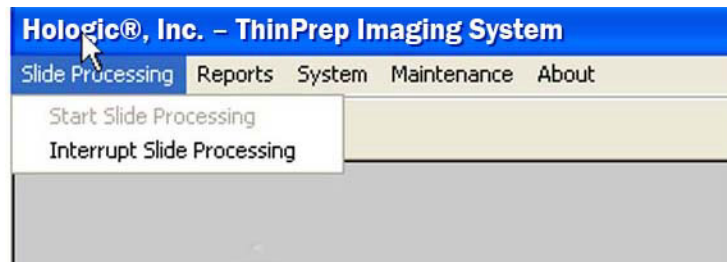 Hologic®, Inc. – ThinPrep Imaging System
Slide Processing Reports System Maintenance About
Start Slide Processing
Interrupt Slide Processing